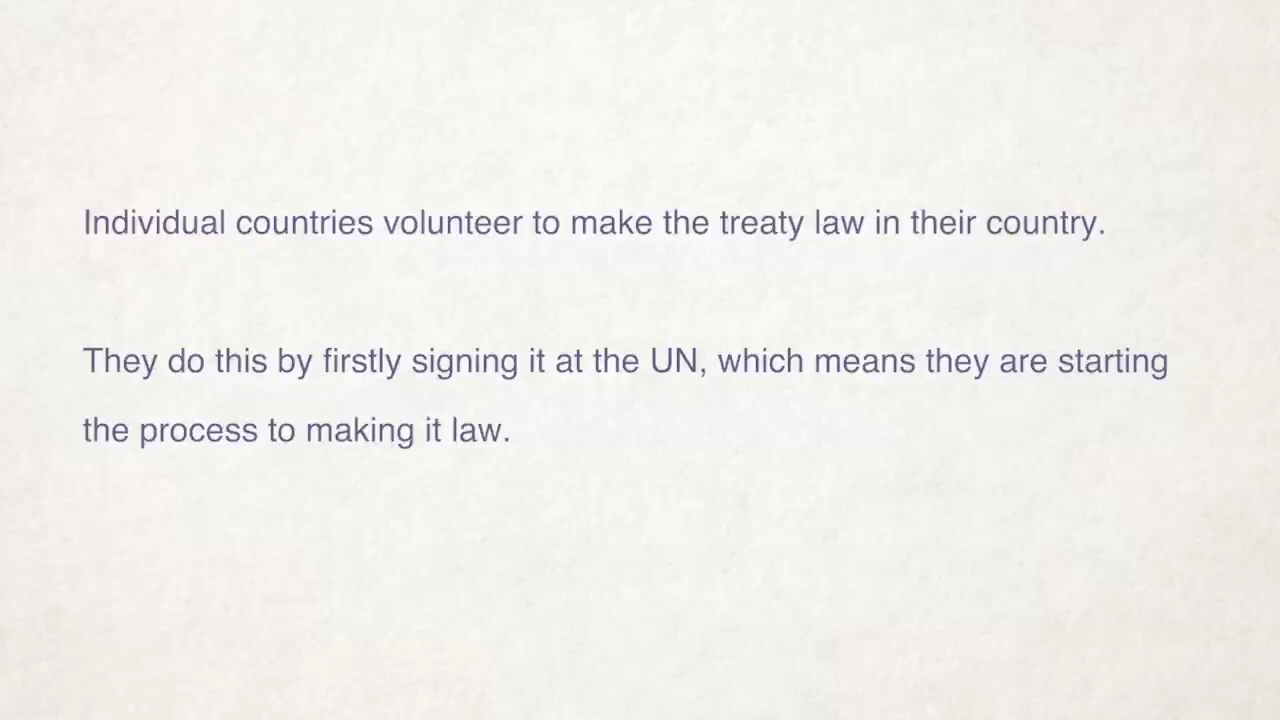 Individual countries volunteer to make the treaty law in their country.
They do this by firstly signing it at the UN, which means they are starting
the process to making it law.